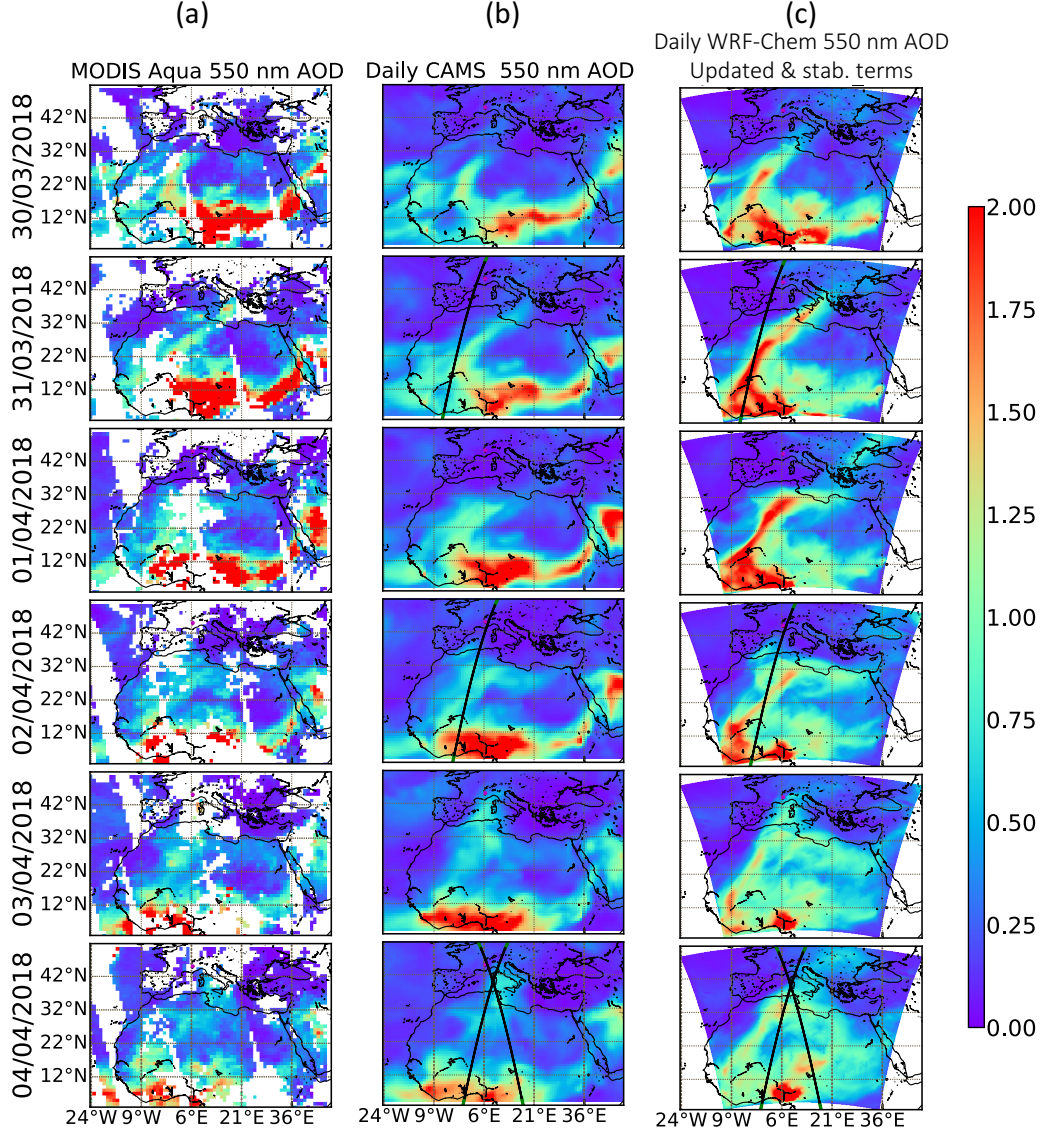 (a) (b) (c)
Daily WRF-Chem 550 nm AOD
MODIS Aqua 550 nm AOD Daily CAMS 550 nm AOD Updated & stab. terms
30/03/2018
42°N
32°N
22°N
12°N
31/03/2018
42°N
32°N
22°N
12°N
01/04/2018
42°N
32°N
22°N
12°N
02/04/2018
42°N
32°N
22°N
12°N
03/04/2018
42°N
32°N
22°N
12°N
04/04/2018
42°N
32°N
22°N
12°N
24°W 9°W 6°E 21°E 36°E 24°W 9°W 6°E 21°E 36°E 24°W 9°W 6°E 21°E 36°E
2.00
1.75
1.50
1.25
1.00
0.75
0.50
0.25
0.00